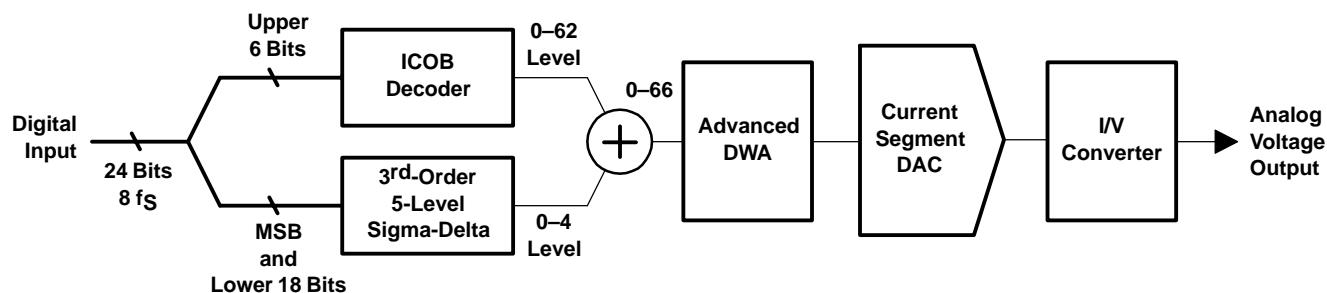 Digital
Input
24 Bits
8 fS
Upper
6 Bits
ICOB
Decoder
0–62
Level
MSB
and
Lower 18 Bits
3rd-Order
5-Level
Sigma-Delta
0–4
Level
+
0–66
Advanced
DWA
Current
Segment
DAC
I/V
Converter
Analog
Voltage
Output